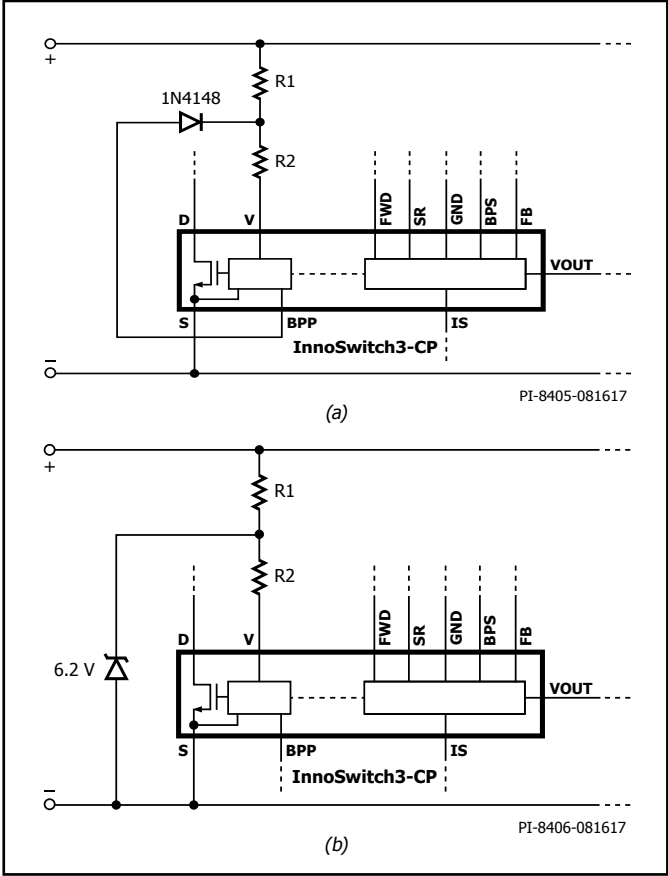 +
R1
1N4148
R2
D
V
FWD
SR
GND
BPS
FB
VOUT
S
BPP
IS
InnoSwitch3-CP
−
PI-8405-081617
(a)
+
R1
R2
6.2 V
D
V
FWD
SR
GND
BPS
FB
VOUT
S
BPP
IS
InnoSwitch3-CP
−
PI-8406-081617
(b)